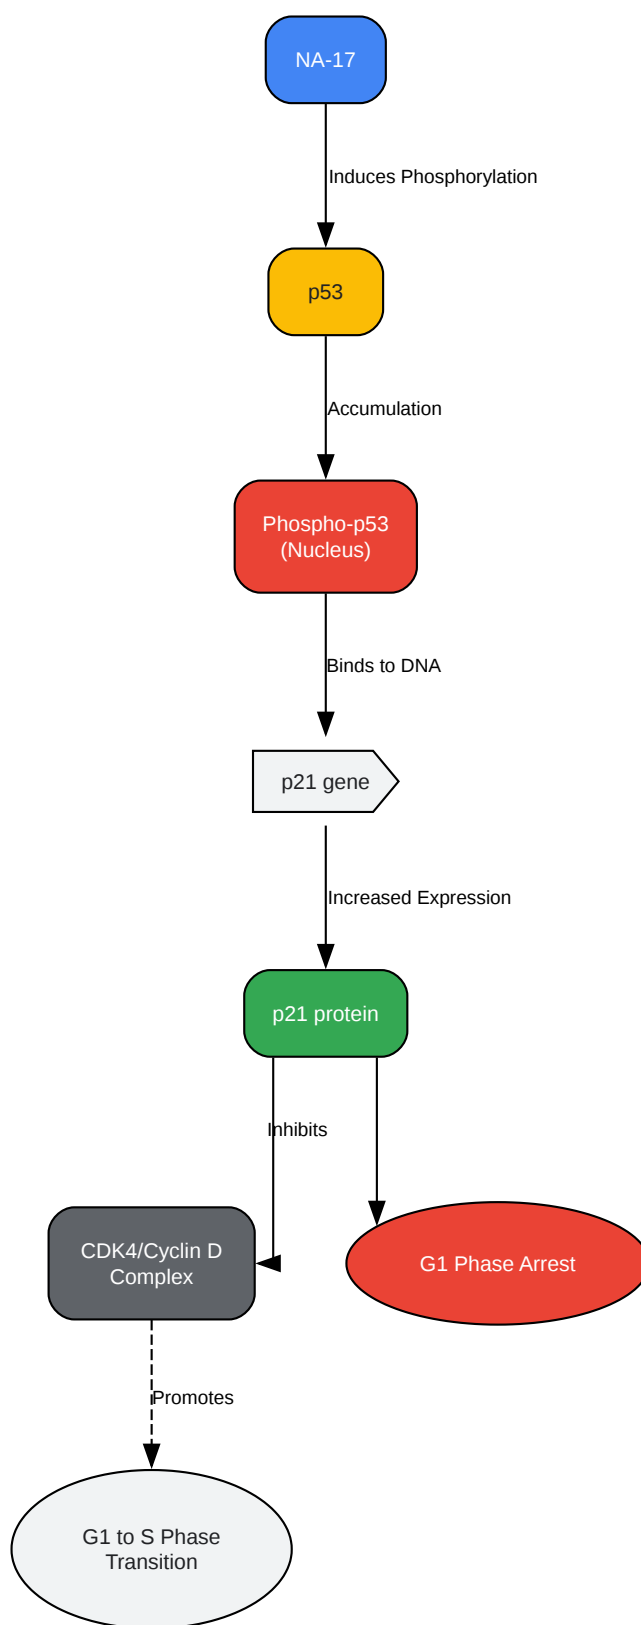 NA-17
Induces Phosphorylation
p53
Accumulation
Phospho-p53
(Nucleus)
Binds to DNA
p21 gene
Increased Expression
p21 protein
Inhibits
CDK4/Cyclin D
Complex
G1 Phase Arrest
Promotes
G1 to S Phase
Transition